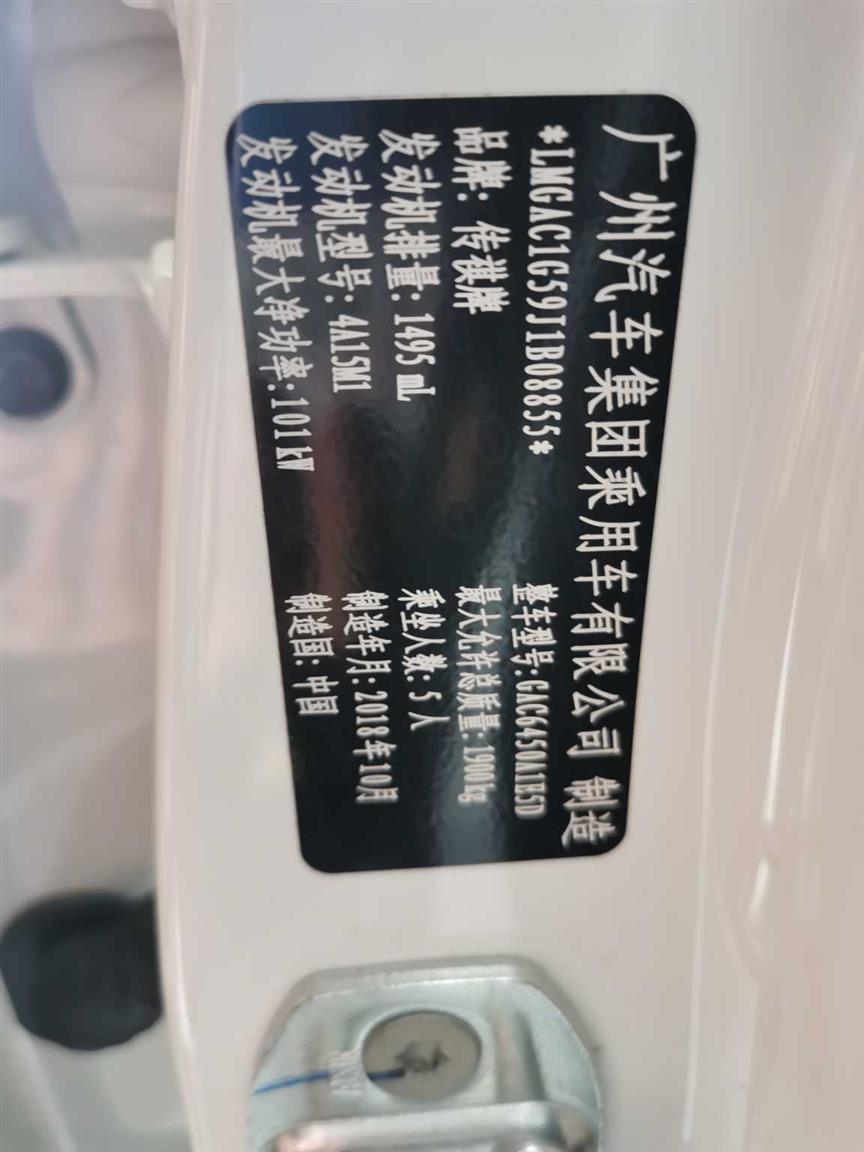 广州汽车集团乘用车有限公司 制造
*LMGAC1G59J1B08855*
整车型号:GAC6450A1B5D
品牌: 传祺牌
最大允许总质量: 1900kg
发动机排量: 1495 mL
乘坐人数: 5人
发动机型号: 4A15M1
制造年月: 2018年10月
发动机最大净功率:101kW
制造国: 中国